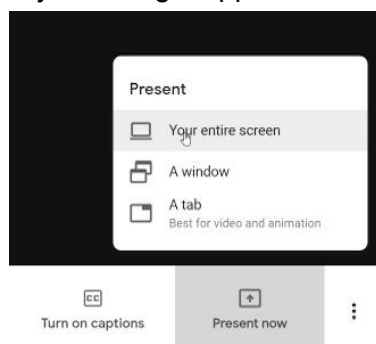 Present
Your entire screen
A window
A tab
Best for video and animation
CC
Turn on captions
Present now